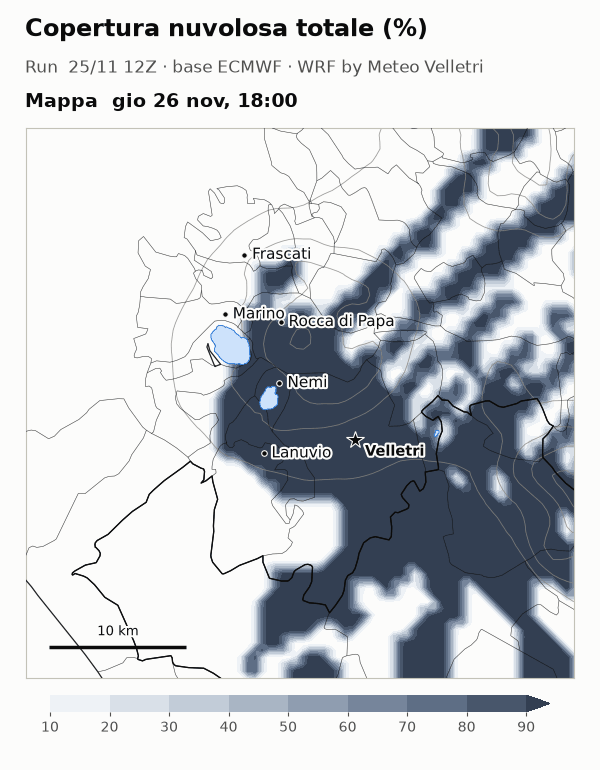 Copertura nuvolosa totale (%)
Run  25/11 12Z · base ECMWF · WRF by Meteo Velletri
Mappa  gio 26 nov, 18:00
Frascati
Marino
Rocca di Papa
Nemi
Velletri
Lanuvio
10 km
10 20 30 40 50 60 70 80 90